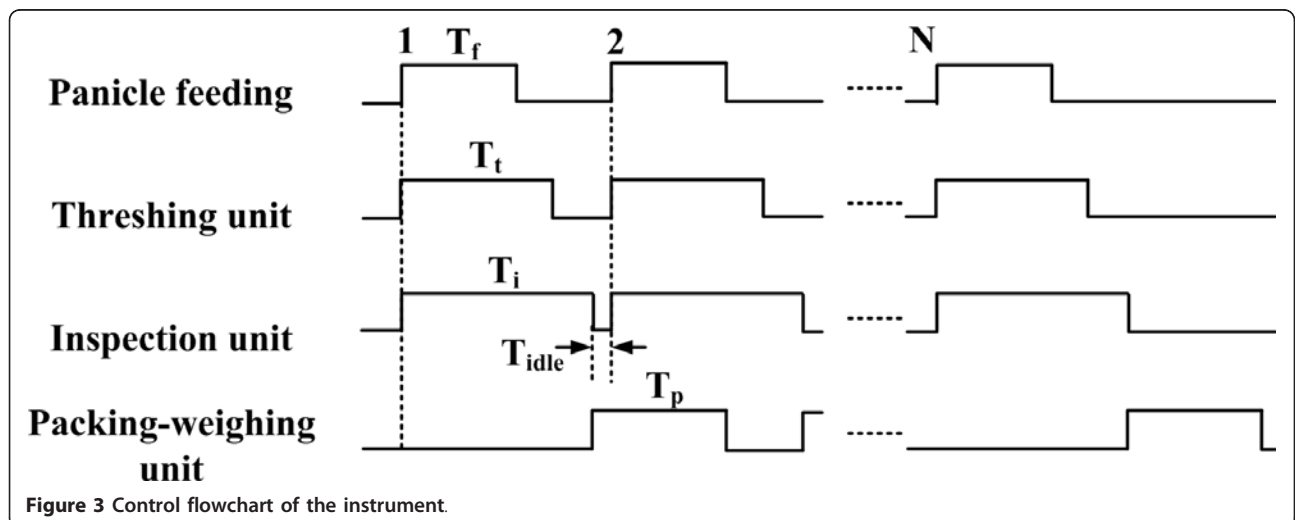 1 T_f 2 N
Panicle feeding
T_t
Threshing unit
T_i
Inspection unit
T_idle
T_p
Packing-weighing
unit
Figure 3 Control flowchart of the instrument.